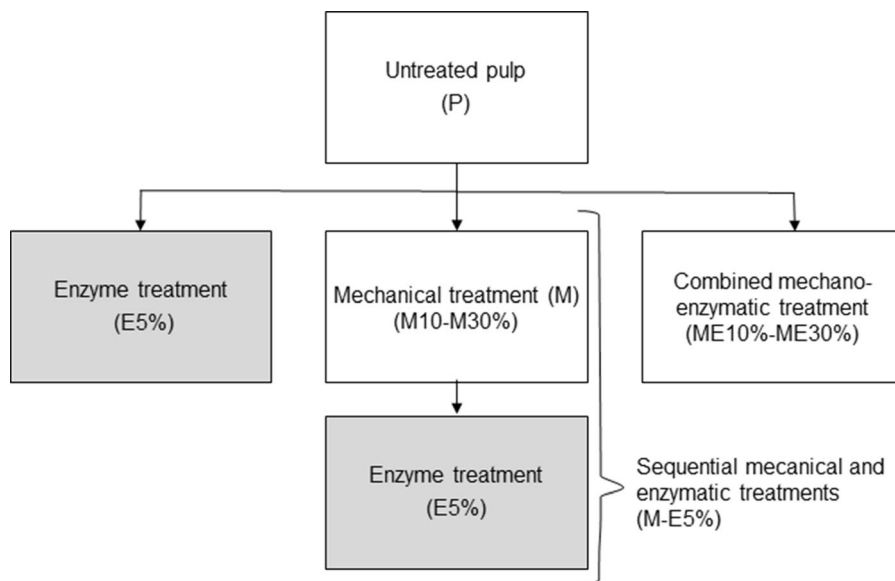 Untreated pulp
(P)
Enzyme treatment
(E5%)
Mechanical treatment (M)
(M10-M30%)
Combined mechano-
enzymatic treatment
(ME10%-ME30%)
Enzyme treatment
(E5%)
Sequential mecanical and
enzymatic treatments
(M-E5%)